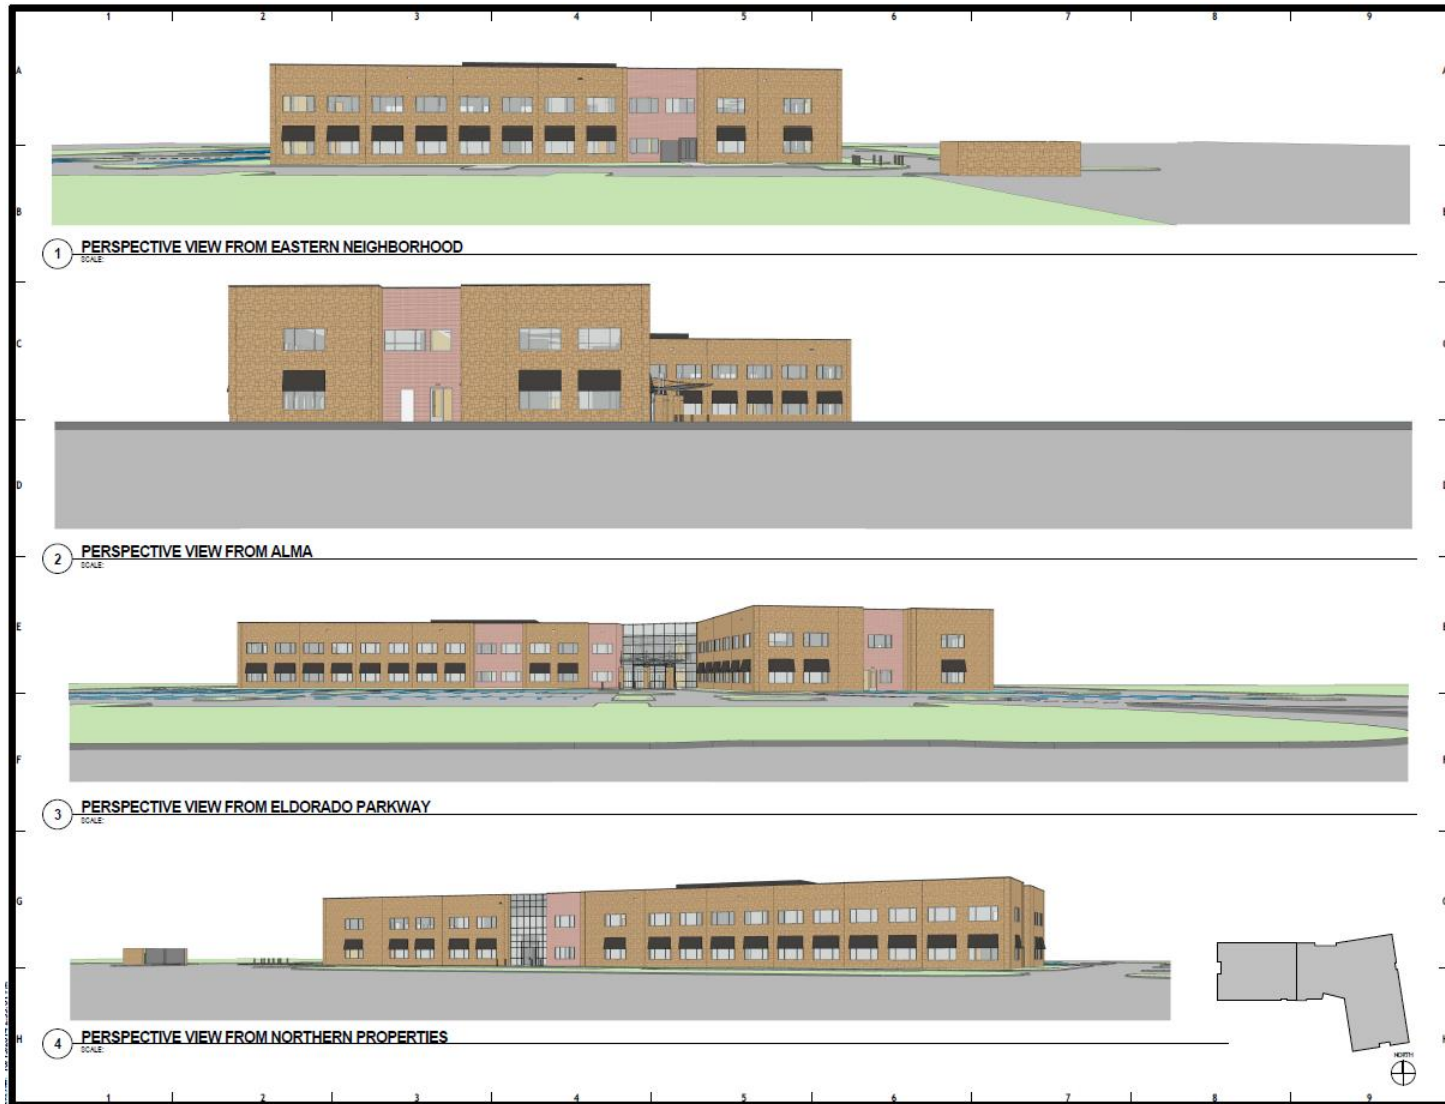 1 2 3 4 5 6 7 8 9
A A
B
1 PERSPECTIVE VIEW FROM EASTERN NEIGHBORHOOD
SCALE:
C
D
2 PERSPECTIVE VIEW FROM ALMA
SCALE:
E
F
3 PERSPECTIVE VIEW FROM ELDORADO PARKWAY
SCALE:
G
H
4 PERSPECTIVE VIEW FROM NORTHERN PROPERTIES
SCALE:
NORTH
1 2 3 4 5 6 7 8 9